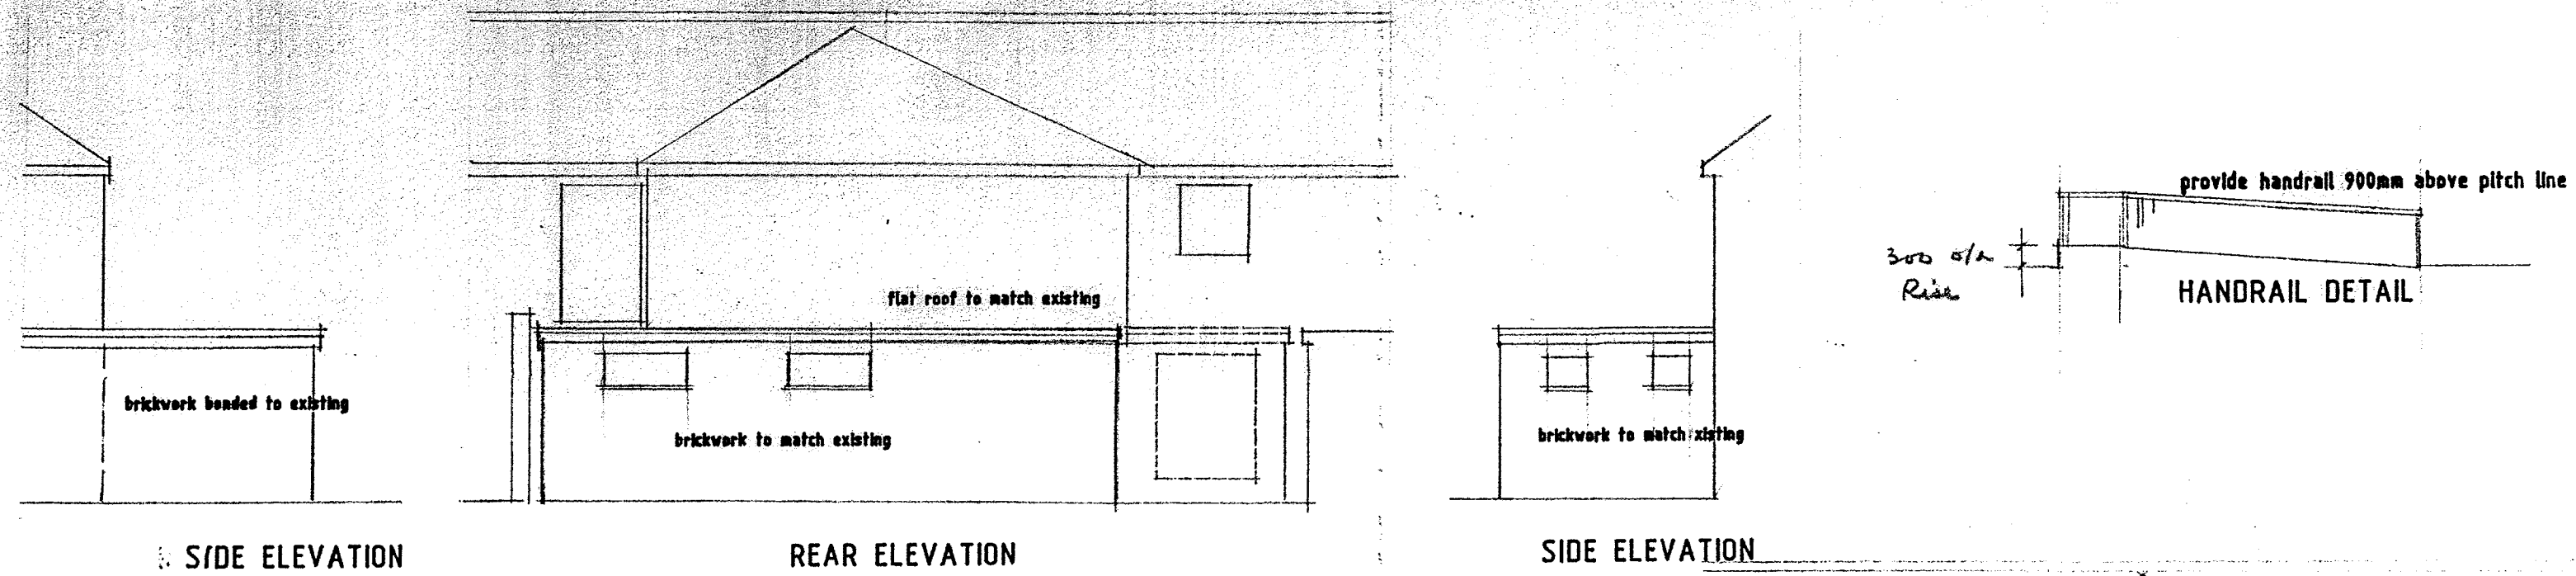 provide handrail 900mm above pitch line
300 o/a
Rise
HANDRAIL DETAIL
flat roof to match existing
brickwork bonded to existing
brickwork to match existing
brickwork to match xisting
SIDE ELEVATION
REAR ELEVATION
SIDE ELEVATION